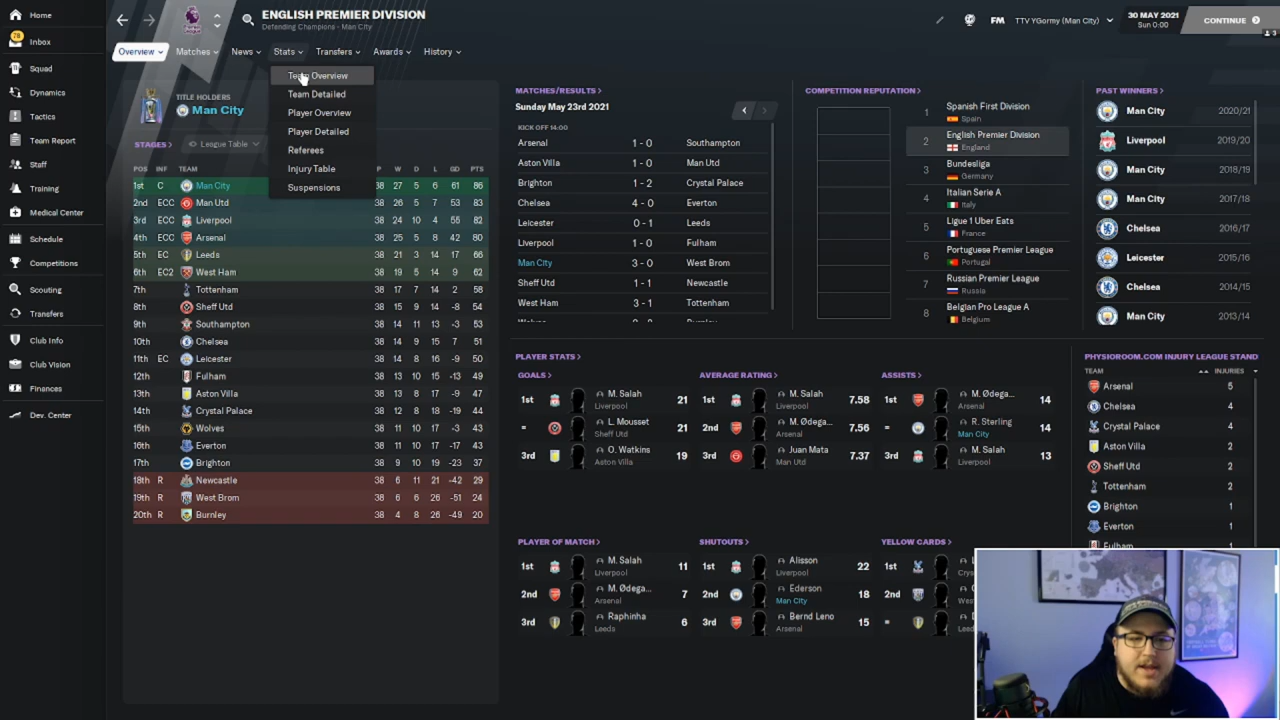 Home
78
Inbox
Squad
Dynamics
Tactics
Team Report
Staff
Training
Medical Center
Schedule
Competitions
Scouting
Transfers
Club Info
Club Vision
Finances
Dev. Center
ENGLISH PREMIER DIVISION
Defending Champions - Man City
FM
TTV YGormy (Man City)
30 MAY 2021
Sun 0:00
CONTINUE
3
Overview
Matches
News
Stats
Transfers
Awards
History
Team Overview
Team Detailed
Player Overview
Player Detailed
Referees
Injury Table
Suspensions
TITLE HOLDERS
Man City
STAGES
League Table
POS INF TEAM
1st C Man City 38 27 5 6 61 86
2nd ECC Man Utd 38 26 5 7 53 83
3rd ECC Liverpool 38 24 10 4 55 82
4th ECC Arsenal 38 25 5 8 42 80
5th EC Leeds 38 21 3 14 17 66
6th EC2 West Ham 38 19 5 14 9 62
7th Tottenham 38 17 7 14 2 58
8th Sheff Utd 38 15 9 14 -8 54
9th Southampton 38 14 11 13 -3 53
10th Chelsea 38 14 9 15 7 51
11th EC Leicester 38 14 8 16 -9 50
12th Fulham 38 13 10 15 -13 49
13th Aston Villa 38 13 8 17 -9 47
14th Crystal Palace 38 12 8 18 -19 44
15th Wolves 38 11 10 17 -3 43
16th Everton 38 11 10 17 -17 43
17th Brighton 38 9 10 19 -23 37
18th R Newcastle 38 6 11 21 -42 29
19th R West Brom 38 6 6 26 -51 24
20th R Burnley 38 4 8 26 -49 20
P W D L GD PTS
MATCHES/RESULTS
Sunday May 23rd 2021
KICK OFF 14:00
Arsenal 1 - 0 Southampton
Aston Villa 1 - 0 Man Utd
Brighton 1 - 2 Crystal Palace
Chelsea 4 - 0 Everton
Leicester 0 - 1 Leeds
Liverpool 1 - 0 Fulham
Man City 3 - 0 West Brom
Sheff Utd 1 - 1 Newcastle
West Ham 3 - 1 Tottenham
COMPETITION REPUTATION
1 Spanish First Division
Spain
2 English Premier Division
England
3 Bundesliga
Germany
4 Italian Serie A
Italy
5 Ligue 1 Uber Eats
France
6 Portuguese Premier League
Portugal
7 Russian Premier League
Russia
8 Belgian Pro League A
Belgium
PAST WINNERS
Man City 2020/21
Liverpool 2019/20
Man City 2018/19
Man City 2017/18
Chelsea 2016/17
Leicester 2015/16
Chelsea 2014/15
Man City 2013/14
PLAYER STATS
GOALS
1st M. Salah 21
Liverpool
= L. Mousset 21
Sheff Utd
3rd O. Watkins 19
Aston Villa
AVERAGE RATING
1st M. Salah 7.58
Liverpool
2nd M. Ødega... 7.56
Arsenal
3rd Juan Mata 7.37
Man Utd
ASSISTS
1st M. Ødega... 14
Arsenal
= R. Sterling 14
Man City
3rd M. Salah 13
Liverpool
PLAYER OF MATCH
1st M. Salah 11
Liverpool
2nd M. Ødega... 7
Arsenal
3rd Raphinha 6
Leeds
SHUTOUTS
1st Alisson 22
Liverpool
2nd Ederson 18
Man City
3rd Bernd Leno 15
Arsenal
YELLOW CARDS
1st
2nd
=
PHYSIOROOM.COM INJURY LEAGUE STAND
TEAM INJURIES
Arsenal 5
Chelsea 4
Crystal Palace 4
Aston Villa 2
Sheff Utd 2
Tottenham 2
Brighton 1
Everton 1
Fulham 1